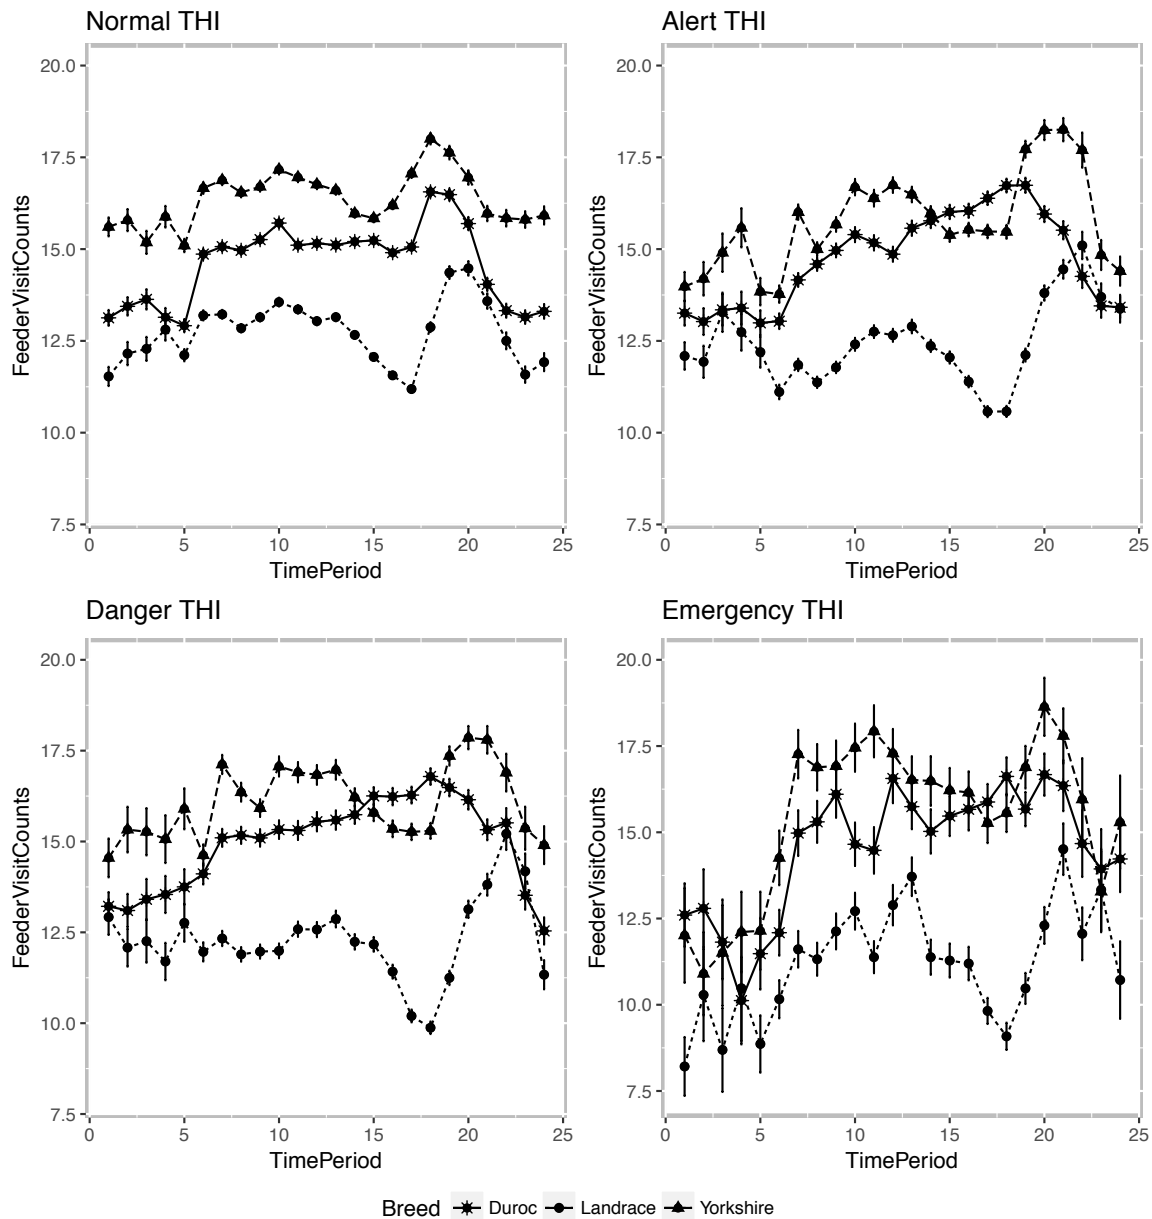 Normal THI
Alert THI
20.0
17.5
15.0
12.5
10.0
7.5
FeederVisitCounts
0 5 10 15 20 25
TimePeriod
20.0
17.5
15.0
12.5
10.0
7.5
FeederVisitCounts
0 5 10 15 20 25
TimePeriod
Danger THI
Emergency THI
20.0
17.5
15.0
12.5
10.0
7.5
FeederVisitCounts
0 5 10 15 20 25
TimePeriod
20.0
17.5
15.0
12.5
10.0
7.5
FeederVisitCounts
0 5 10 15 20 25
TimePeriod
Breed Duroc Landrace Yorkshire